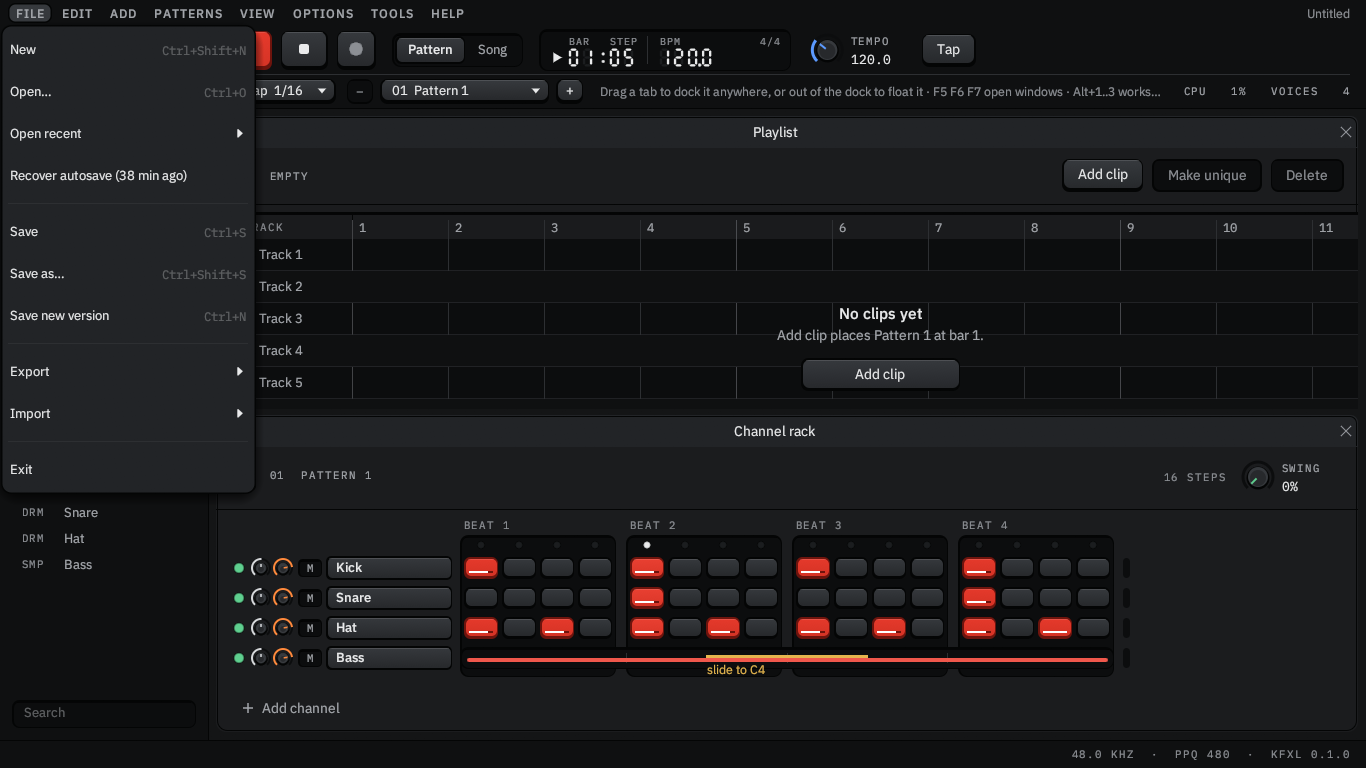 FILE EDIT ADD PATTERNS VIEW OPTIONS TOOLS HELP Untitled
New Ctrl+Shift+N
Open... Ctrl+O
Open recent
Recover autosave (38 min ago)
Save Ctrl+S
Save as... Ctrl+Shift+S
Save new version Ctrl+N
Export
Import
Exit
Pattern Song
BAR STEP BPM 4/4
01:05 120.0
TEMPO
120.0
Tap
1/16
01 Pattern 1
Drag a tab to dock it anywhere, or out of the dock to float it · F5 F6 F7 open windows · Alt+1..3 works...
CPU 1% VOICES 4
Playlist
EMPTY
Add clip Make unique Delete
1 2 3 4 5 6 7 8 9 10 11
Track 1
Track 2
Track 3
Track 4
Track 5
No clips yet
Add clip places Pattern 1 at bar 1.
Add clip
Channel rack
01 PATTERN 1
16 STEPS
SWING
0%
DRM Snare
DRM Hat
SMP Bass
BEAT 1 BEAT 2 BEAT 3 BEAT 4
M Kick
M Snare
M Hat
M Bass
slide to C4
+ Add channel
Search
48.0 KHZ · PPQ 480 · KFXL 0.1.0